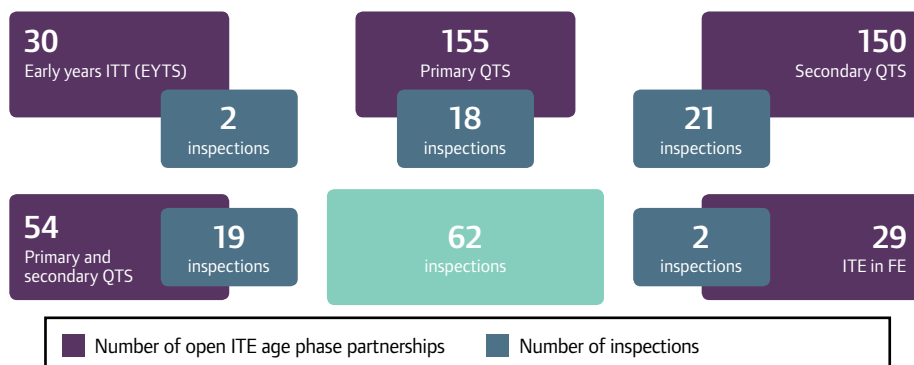 30
Early years ITT (EYTS)
2
inspections
155
Primary QTS
18
inspections
150
Secondary QTS
21
inspections
54
Primary and
secondary QTS
19
inspections
62
inspections
2
inspections
29
ITE in FE
Number of open ITE age phase partnerships
Number of inspections